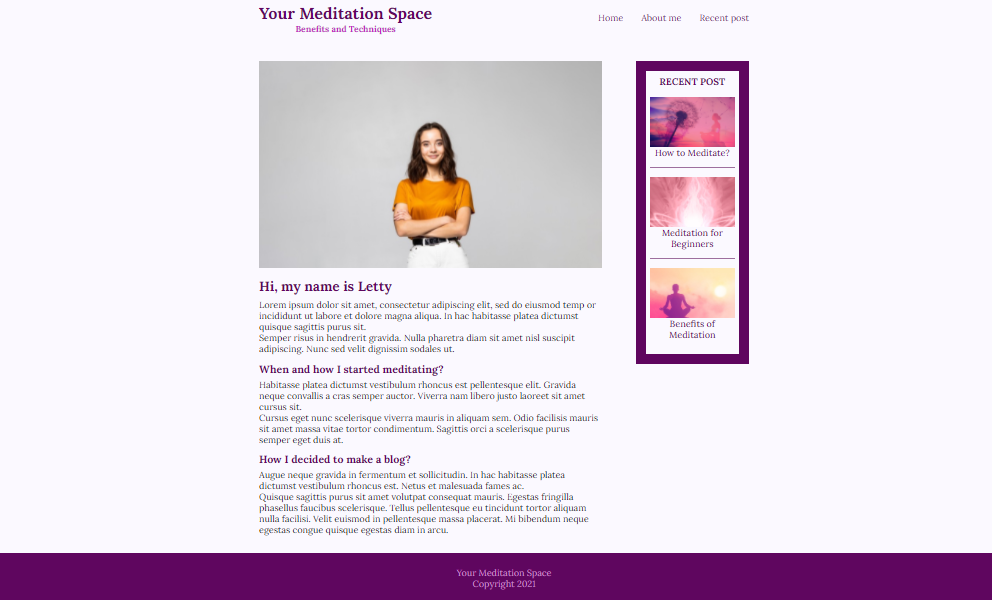 Your Meditation Space
Benefits and Techniques
Home About me Recent post
Hi, my name is Letty
Lorem ipsum dolor sit amet, consectetur adipiscing elit, sed do eiusmod temp or
incididunt ut labore et dolore magna aliqua. In hac habitasse platea dictumst
quisque sagittis purus sit.
Semper risus in hendrerit gravida. Nulla pharetra diam sit amet nisl suscipit
adipiscing. Nunc sed velit dignissim sodales ut.
When and how I started meditating?
Habitasse platea dictumst vestibulum rhoncus est pellentesque elit. Gravida
neque convallis a cras semper auctor. Viverra nam libero justo laoreet sit amet
cursus sit.
Cursus eget nunc scelerisque viverra mauris in aliquam sem. Odio facilisis mauris
sit amet massa vitae tortor condimentum. Sagittis orci a scelerisque purus
semper eget duis at.
How I decided to make a blog?
Augue neque gravida in fermentum et sollicitudin. In hac habitasse platea
dictumst vestibulum rhoncus est. Netus et malesuada fames ac.
Quisque sagittis purus sit amet volutpat consequat mauris. Egestas fringilla
phasellus faucibus scelerisque. Tellus pellentesque eu tincidunt tortor aliquam
nulla facilisi. Velit euismod in pellentesque massa placerat. Mi bibendum neque
egestas congue quisque egestas diam in arcu.
RECENT POST
How to Meditate?
Meditation for
Beginners
Benefits of
Meditation
Your Meditation Space
Copyright 2021